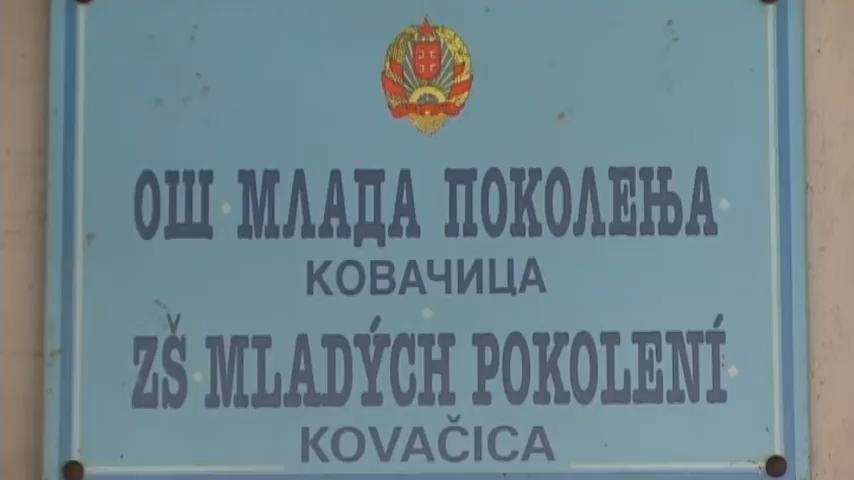 ОШ МЛАДА ПОКОЛЕЊА
КОВАЧИЦА
ZŠ MLADÝCH POKOLENÍ
KOVAČICA